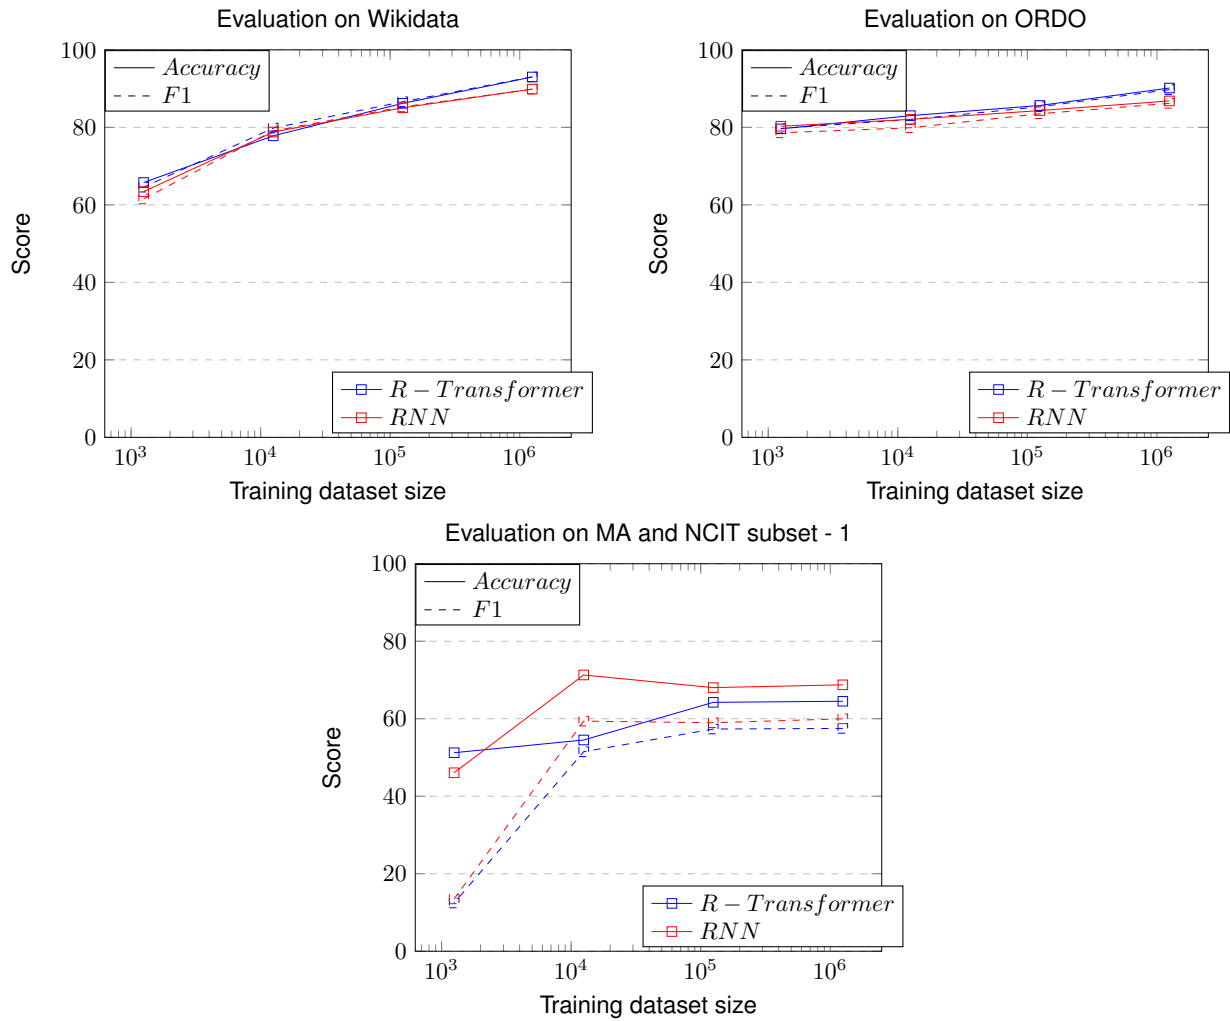 Evaluation on Wikidata
100
80
60
40
20
0
Score
Accuracy
F1
R − Transformer
RNN
10^3
10^4
10^5
10^6
Training dataset size
Evaluation on ORDO
100
80
60
40
20
0
Score
Accuracy
F1
R − Transformer
RNN
10^3
10^4
10^5
10^6
Training dataset size
Evaluation on MA and NCIT subset - 1
100
80
60
40
20
0
Score
Accuracy
F1
R − Transformer
RNN
10^3
10^4
10^5
10^6
Training dataset size